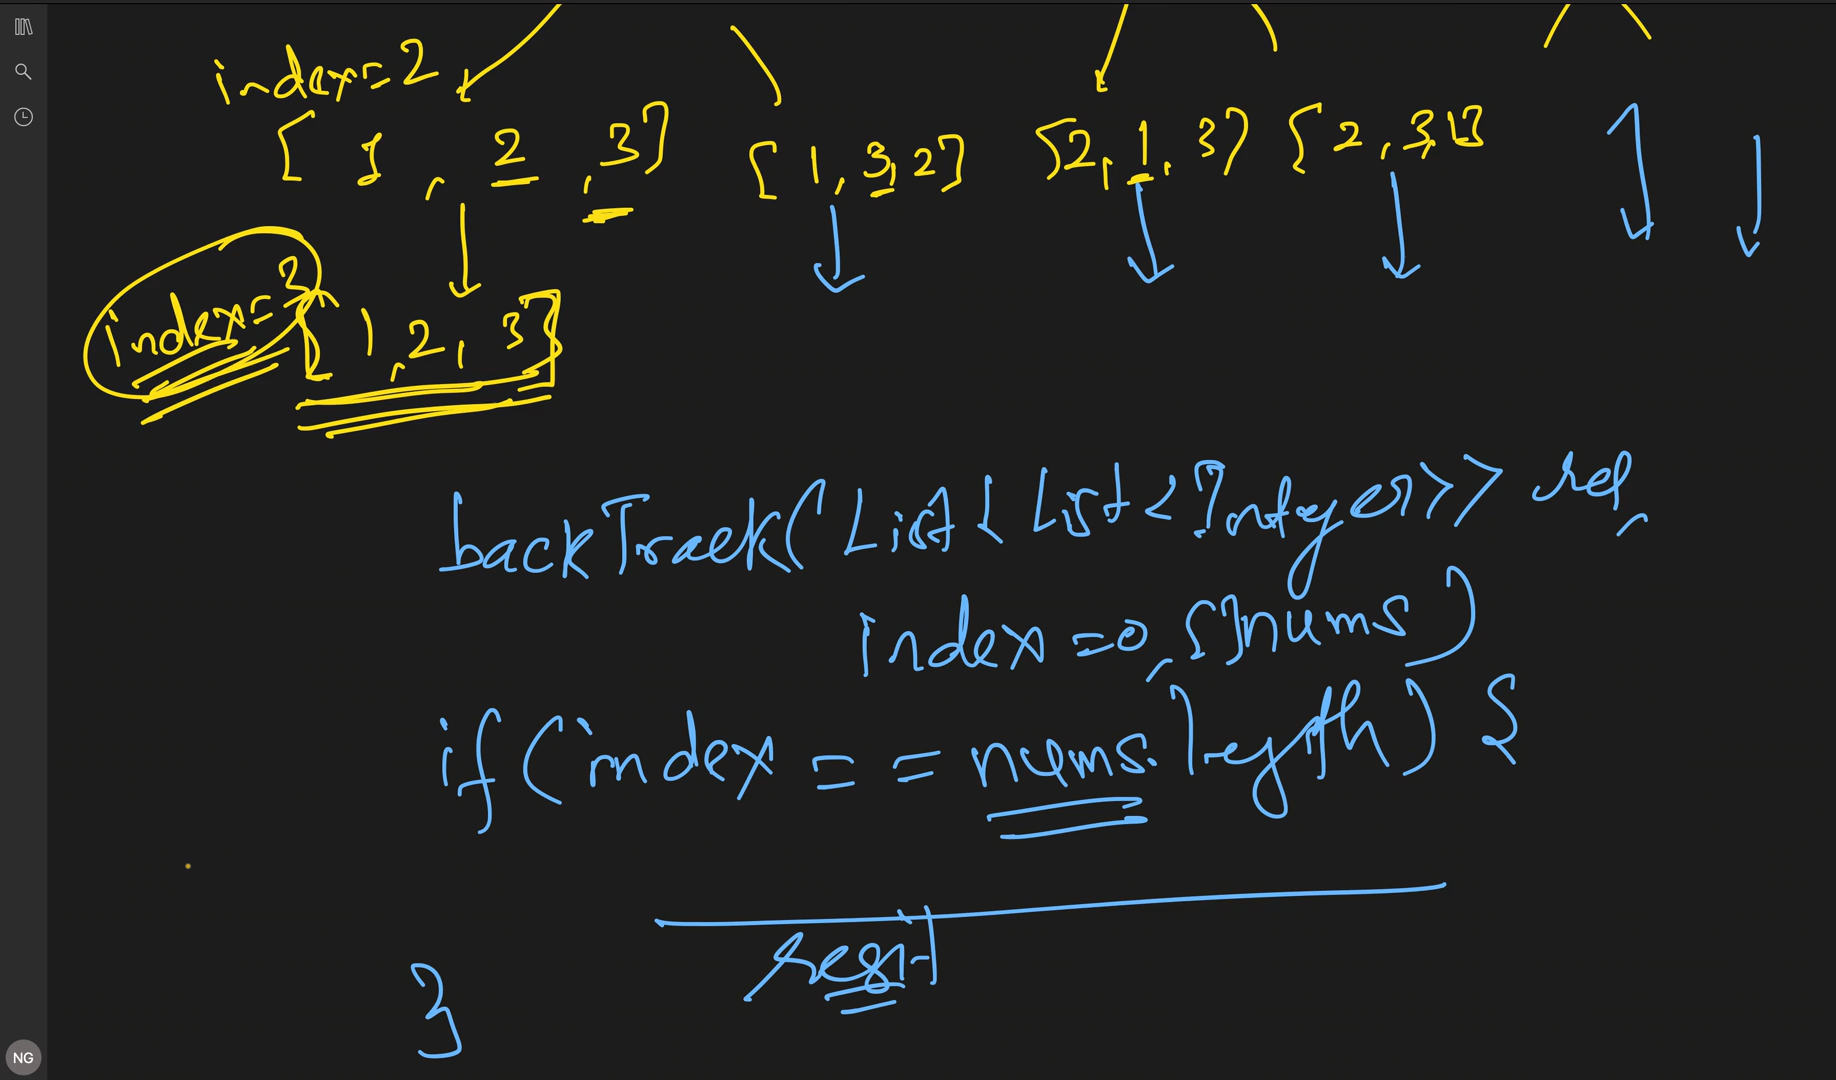 index=2
[ 1 , 2 , 3] [ 1, 3, 2] [2, 1, 3] [ 2, 3, 1]
index=3 [ 1, 2, 3]
backTrack( List< List<Integer>> res,
index=0, []nums)
if (index == nums.length) {
}
NG